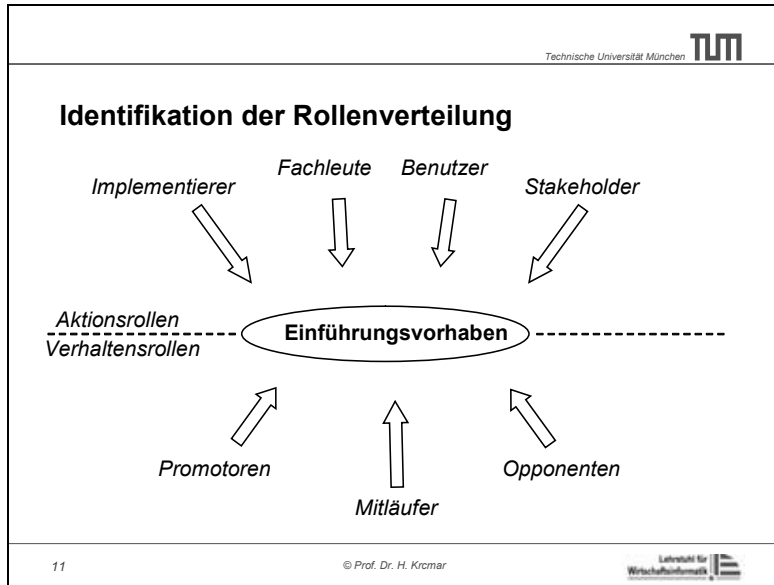 Technische Universität München TUM
Identifikation der Rollenverteilung
Fachleute Benutzer
Implementierer Stakeholder
Aktionsrollen
Einführungsvorhaben
Verhaltensrollen
Promotoren Opponenten
Mitläufer
11 © Prof. Dr. H. Krcmar
Lehrstuhl für
Wirtschaftsinformatik